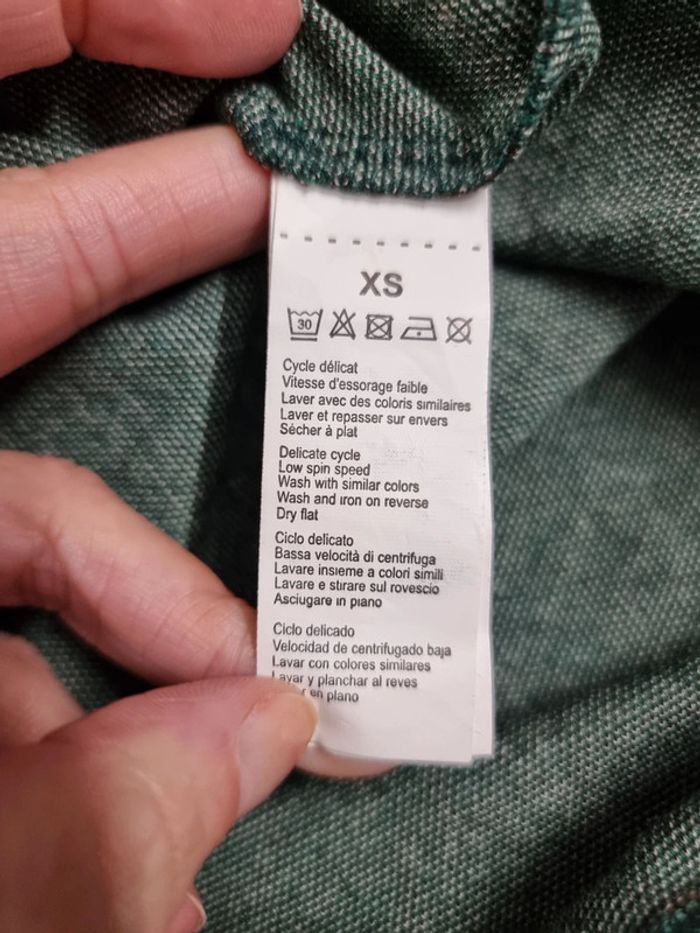 XS
30
Cycle délicat
Vitesse d'essorage faible
Laver avec des coloris similaires
Laver et repasser sur envers
Sécher à plat
Delicate cycle
Low spin speed
Wash with similar colors
Wash and iron on reverse
Dry flat
Ciclo delicato
Bassa velocità di centrifuga
Lavare insieme a colori simili
Lavare e stirare sul rovescio
Asciugare in piano
Ciclo delicado
Velocidad de centrifugado baja
Lavar con colores similares
Lavar y planchar al reves
en plano